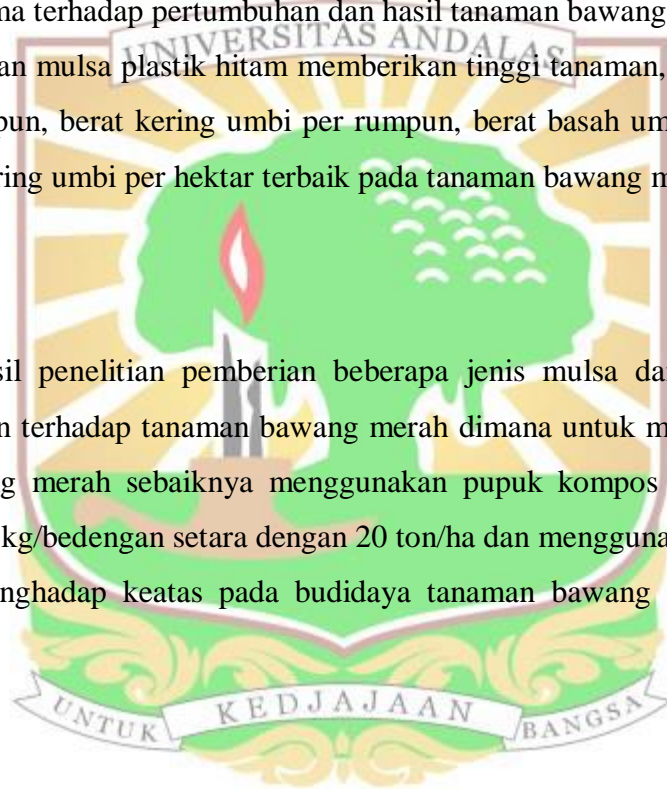 ma terhadap pertumbuhan dan hasil tanaman bawang
UNIVERSITAS ANDALAS
an mulsa plastik hitam memberikan tinggi tanaman,
pun, berat kering umbi per rumpun, berat basah um
ring umbi per hektar terbaik pada tanaman bawang m
sil penelitian pemberian beberapa jenis mulsa da
n terhadap tanaman bawang merah dimana untuk m
g merah sebaiknya menggunakan pupuk kompos
kg/bedengan setara dengan 20 ton/ha dan mengguna
enghadap keatas pada budidaya tanaman bawang
UNTUK KEDJAJAAN BANGSA